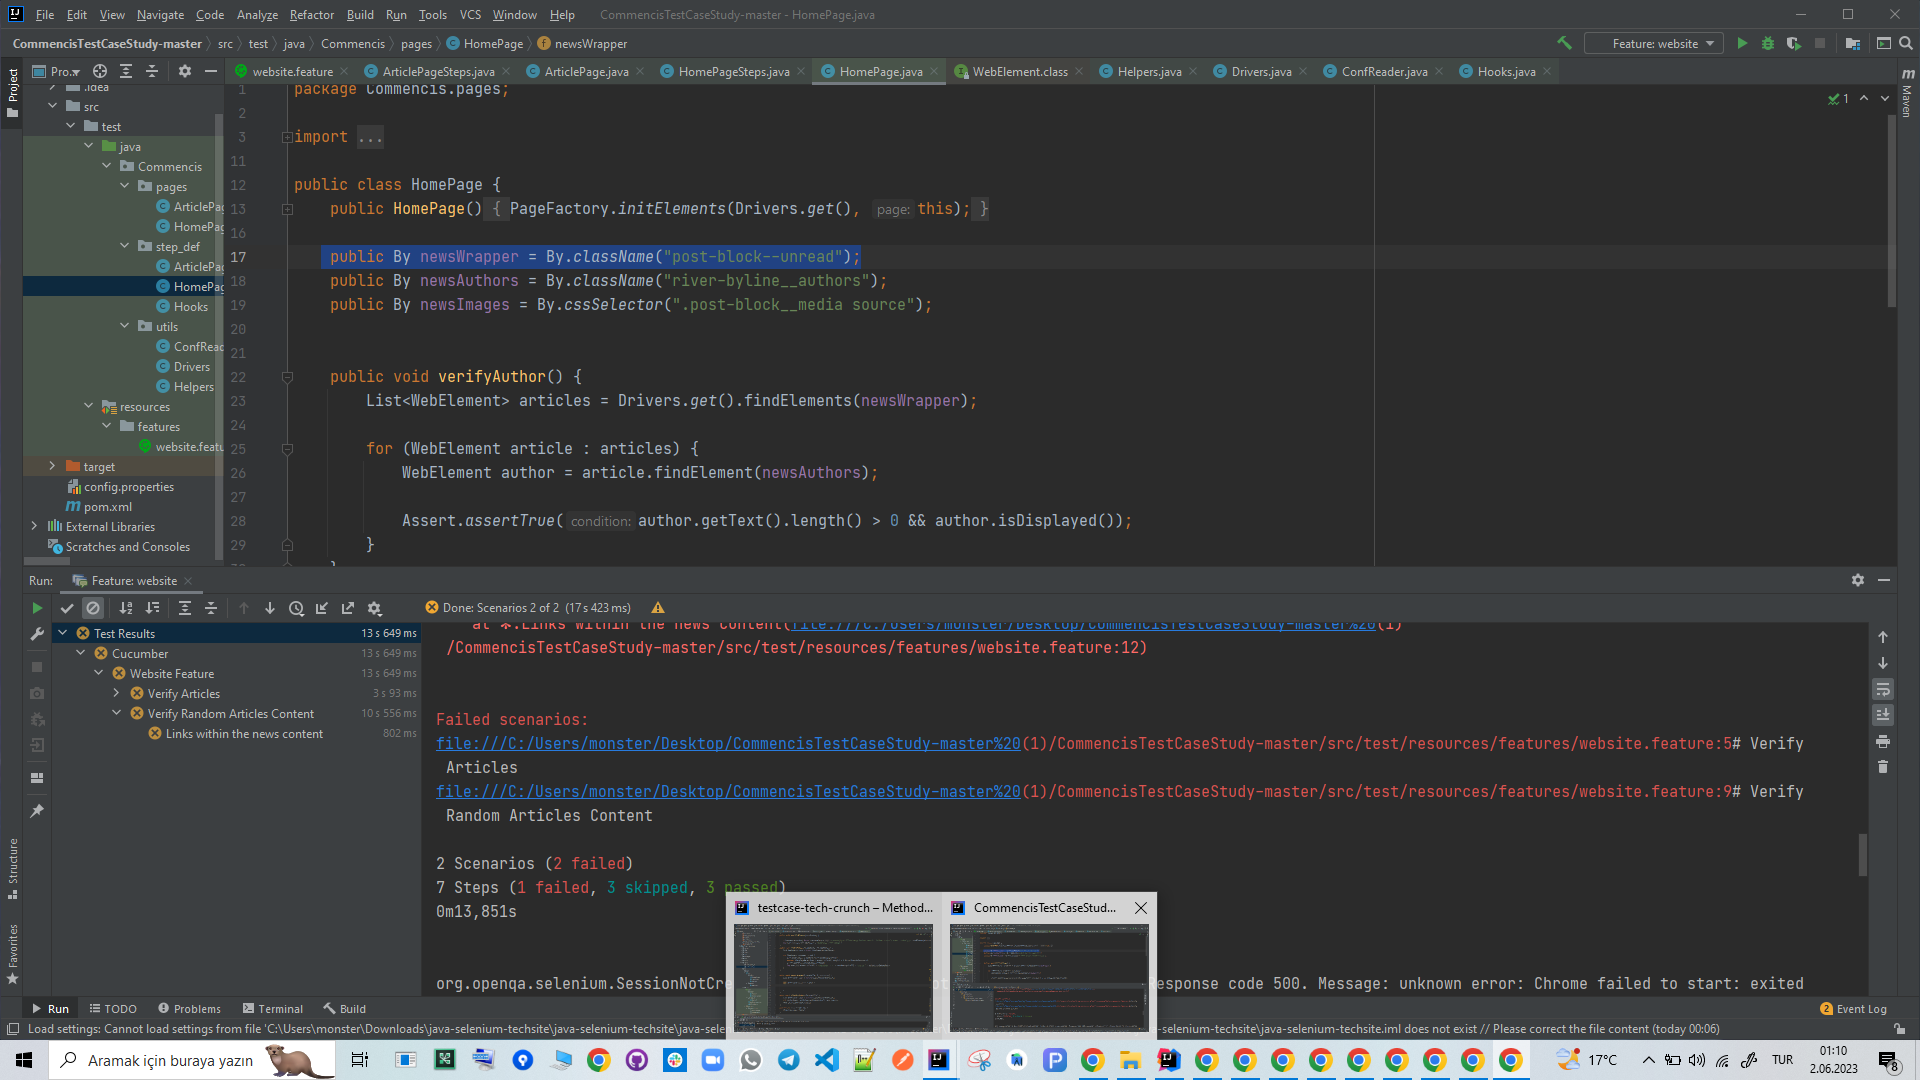 File Edit View Navigate Code Analyze Refactor Build Run Tools VCS Window Help CommencisTestCaseStudy-master - HomePage.java
CommencisTestCaseStudy-master src test java Commencis pages HomePage newsWrapper Feature: website
Project
Pro...
website.feature ArticlePageSteps.java ArticlePage.java HomePageSteps.java HomePage.java WebElement.class Helpers.java Drivers.java ConfReader.java Hooks.java
Maven
.idea
src
test
java
Commencis
pages
ArticlePag
HomePag
step_def
ArticlePag
HomePag
Hooks
utils
ConfRead
Drivers
Helpers
resources
features
website.featu
target
config.properties
pom.xml
External Libraries
Scratches and Consoles
1 package Commencis.pages;
2
3 import ...
11
12 public class HomePage {
13 public HomePage() { PageFactory.initElements(Drivers.get(), page: this); }
16
17 public By newsWrapper = By.className("post-block--unread");
18 public By newsAuthors = By.className("river-byline__authors");
19 public By newsImages = By.cssSelector(".post-block__media source");
20
21
22 public void verifyAuthor() {
23 List<WebElement> articles = Drivers.get().findElements(newsWrapper);
24
25 for (WebElement article : articles) {
26 WebElement author = article.findElement(newsAuthors);
27
28 Assert.assertTrue( condition: author.getText().length() > 0 && author.isDisplayed());
29 }
1
Run: Feature: website
Done: Scenarios 2 of 2 (17 s 423 ms)
Test Results 13 s 649 ms
Cucumber 13 s 649 ms
Website Feature 13 s 649 ms
Verify Articles 3 s 93 ms
Verify Random Articles Content 10 s 556 ms
Links within the news content 802 ms
at *.Links within the news content(file:///C:/Users/monster/Desktop/CommencisTestCaseStudy-master%20(1)
/CommencisTestCaseStudy-master/src/test/resources/features/website.feature:12)
Failed scenarios:
file:///C:/Users/monster/Desktop/CommencisTestCaseStudy-master%20(1)/CommencisTestCaseStudy-master/src/test/resources/features/website.feature:5# Verify
Articles
file:///C:/Users/monster/Desktop/CommencisTestCaseStudy-master%20(1)/CommencisTestCaseStudy-master/src/test/resources/features/website.feature:9# Verify
Random Articles Content
2 Scenarios (2 failed)
7 Steps (1 failed, 3 skipped, 3 passed)
0m13,851s
org.openqa.selenium.SessionNotCre
esponse code 500. Message: unknown error: Chrome failed to start: exited
testcase-tech-crunch – Method... CommencisTestCaseStud...
Structure
Favorites
Run TODO Problems Terminal Build 2 Event Log
Load settings: Cannot load settings from file 'C:\Users\monster\Downloads\java-selenium-techsite\java-selenium-techsite\java-sele
-selenium-techsite\java-selenium-techsite.iml does not exist // Please correct the file content (today 00:06)
Aramak için buraya yazın
17°C TUR 01:10
2.06.2023 8